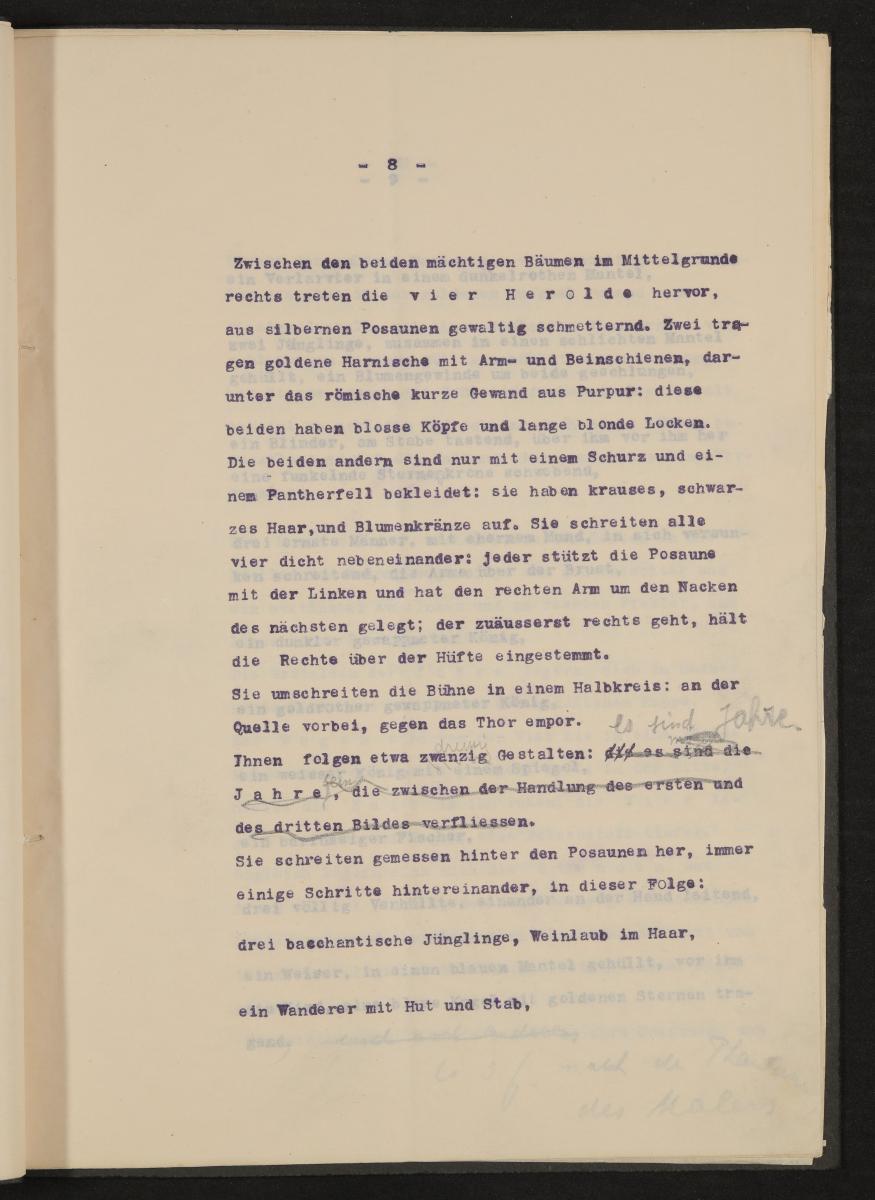 - 8 -
Zwischen den beiden mächtigen Bäumen im Mittelgrunde
rechts treten die v i e r H e r o l d e hervor,
aus silbernen Posaunen gewaltig schmetternd. Zwei tra-
gen goldene Harnische mit Arm- und Beinschienen, dar-
unter das römische kurze Gewand aus Purpur: diese
beiden haben blosse Köpfe und lange blonde Locken.
Die beiden andern sind nur mit einem Schurz und ei-
nem Pantherfell bekleidet: sie haben krauses, schwar-
zes Haar,und Blumenkränze auf. Sie schreiten alle
vier dicht nebeneinander: jeder stützt die Posaune
mit der Linken und hat den rechten Arm um den Nacken
des nächsten gelegt; der zuäusserst rechts geht, hält
die Rechte über der Hüfte eingestemmt.
Sie umschreiten die Bühne in einem Halbkreis: an der
Quelle vorbei, gegen das Thor empor. es sind Jahre.
Ihnen folgen etwa zwanzig Gestalten: es sind die
J a h r e , die zwischen der Handlung des ersten und
des dritten Bildes verfliessen.
Sie schreiten gemessen hinter den Posaunen her, immer
einige Schritte hintereinander, in dieser Folge:
drei bacchantische Jünglinge, Weinlaub im Haar,
ein Wanderer mit Hut und Stab,